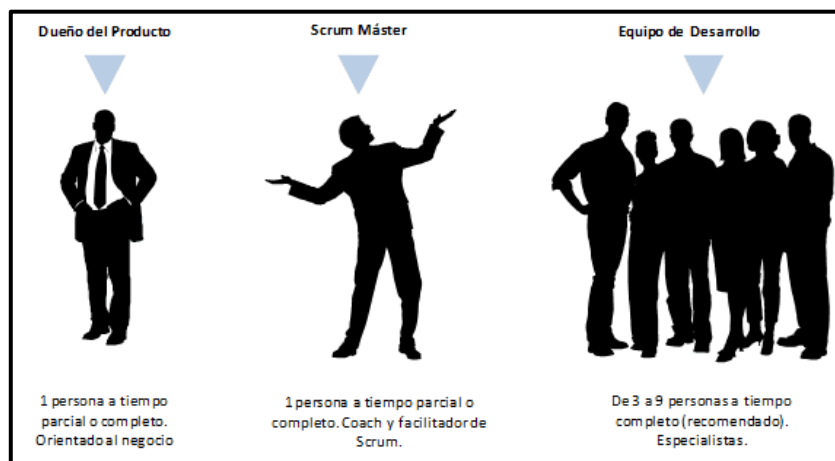 Dueño del Producto
Scrum Máster
Equipo de Desarrollo
1 persona a tiempo
parcial o completo.
Orientado al negocio
1 persona a tiempo parcial o
completo. Coach y facilitador de
Scrum.
De 3 a 9 personas a tiempo
completo (recomendado).
Especialistas.